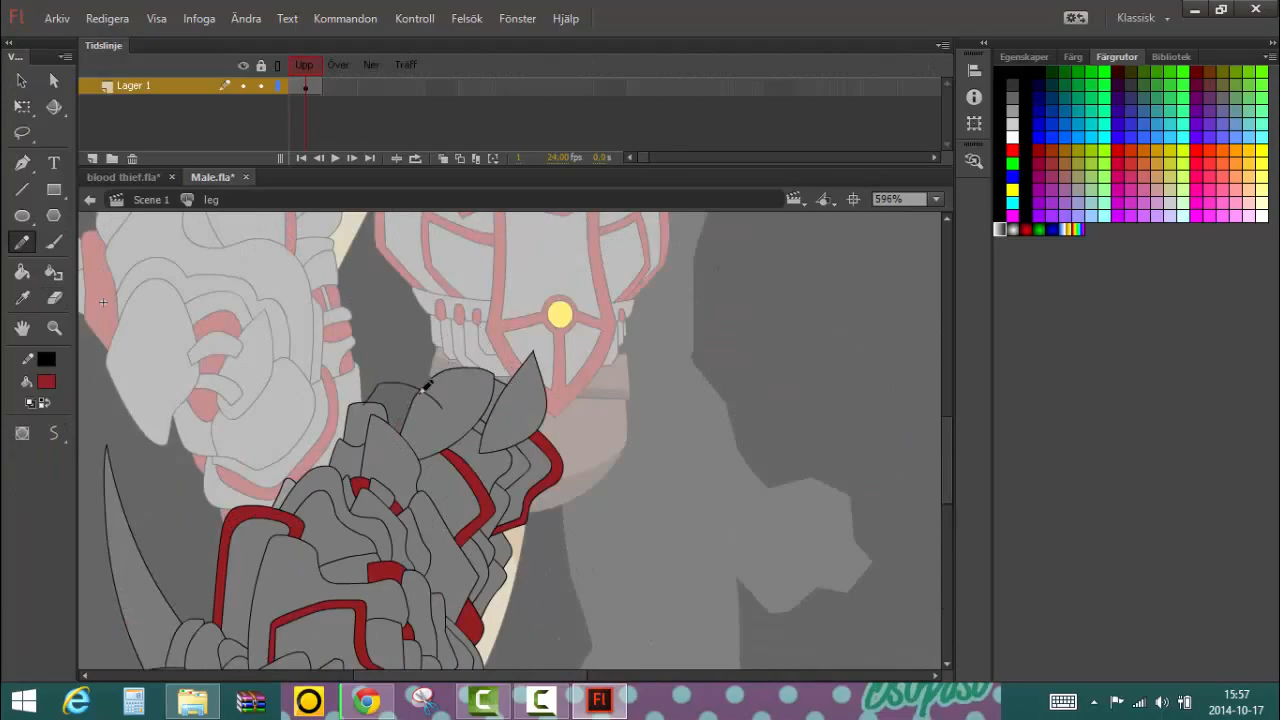 Fl Arkiv Redigera Visa Infoga Ändra Text Kommandon Kontroll Felsök Fönster Hjälp Klassisk
Tidslinje
V... Upp Över Ner Träff
Egenskaper Färg Färgrutor Bibliotek
Lager 1
1 24.00 fps 0.0 s
blood thief.fla* × Male.fla* ×
Scene 1 leg 596%
Fl
15:57
2014-10-17